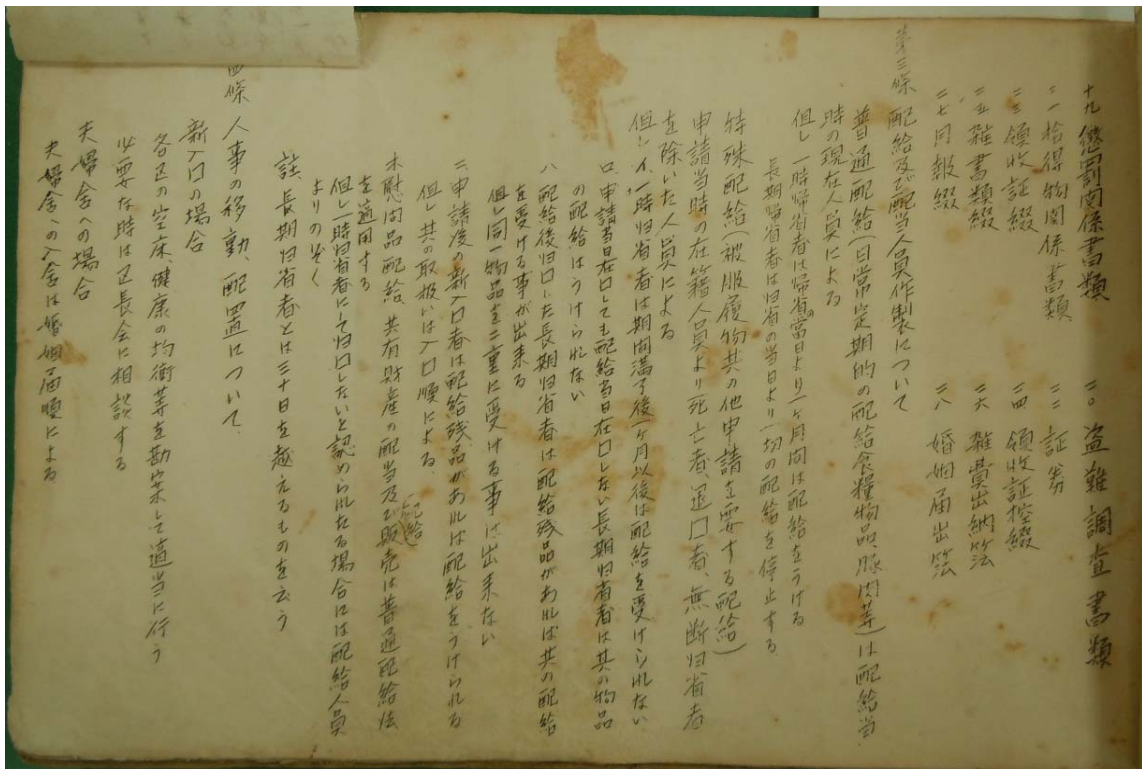 十九 懲罰関係書類　二〇 盗難調査書類
二一 拾得物関係書類　二二 証券
二三 領収証綴　二四 領収証控綴
二五 雑書類綴　二六 雑賞出納簿
二七 月報綴　二八 婚姻届出簿
第三條 配給及び配当人員作製について
普通配給(日常定期的の配給食糧物品、豚肉等)は配給当
時の現在人員による
但し 一時帰省者は帰省の当日より一ヶ月间は配給をうける
長期帰省者は旧省の当日より一切の配給を停止する
特殊配給(被服履物其の他申請を要する配給)
申請当時の在籍人員より死亡者、退口者、無断旧省者
を除いた人員による
但し イ、一時旧省者は期间満了後一ヶ月以後は配給を受けられない
ロ、申請当日在口しても配給当日在口しない長期旧省者は其の物品
の配給はうけられない
ハ 配給後旧口した長期旧省者は配給残品があれば其の配給
を受ける事が出来る
但し同一物品を二重に受ける事は出来ない
ニ、申請後の新入口者は配給残品があれば配給をうけられる
但し其の取扱いは入口順による
ホ 慰问品配給、共有財産の配当及び(配給)販売は普通配給法
を適用する
但し一時旧省者にして旧口したいと認められたる場合には配給人員
よりのぞく
註、長期旧省者とは三十日を越えるものを云う
四條 人事の移動、配置について
新入口の場合
各区の空床、健康の均衡等を勘案して適当に行う
必要な時は区長会に相談する
夫婦舎への場合
夫婦舎への入舎は婚姻届順による